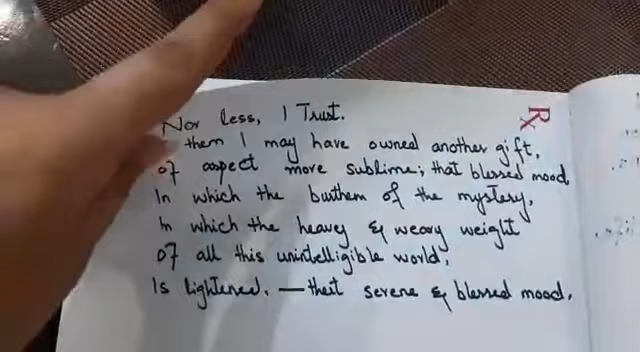 Nor less, I Trust.
them I may have owned another gift,
Of aspect more sublime; that blessed mood
In which the burthem of the mystery,
In which the heavy & weary weight
Of all this unintelligible world,
Is lightened, — that serene & blessed mood,
Rx